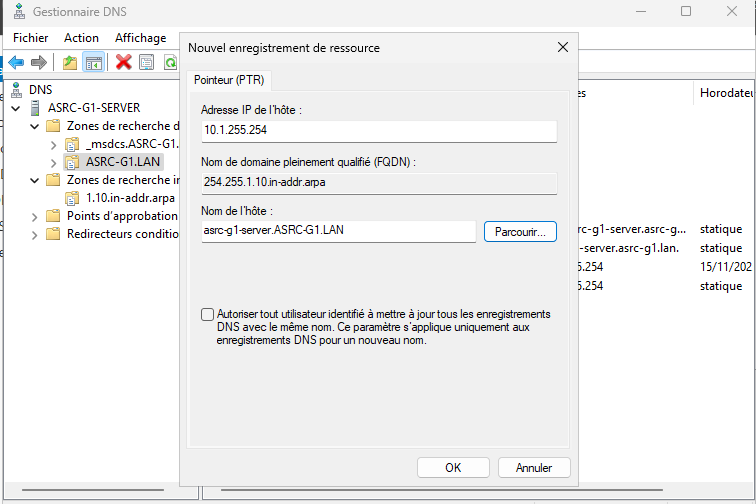 Gestionnaire DNS
Fichier Action Affichage
Nouvel enregistrement de ressource
Pointeur (PTR)
DNS
ASRC-G1-SERVER
Zones de recherche d
_msdcs.ASRC-G1.
ASRC-G1.LAN
Zones de recherche in
1.10.in-addr.arpa
Points d'approbation
Redirecteurs conditio
Adresse IP de l'hôte :
10.1.255.254
Nom de domaine pleinement qualifié (FQDN) :
254.255.1.10.in-addr.arpa
Nom de l'hôte :
asrc-g1-server.ASRC-G1.LAN
Parcourir...
Autoriser tout utilisateur identifié à mettre à jour tous les enregistrements
DNS avec le même nom. Ce paramètre s'applique uniquement aux
enregistrements DNS pour un nouveau nom.
OK Annuler
es Horodateu
rc-g1-server.asrc-g... statique
-server.asrc-g1.lan. statique
5.254 15/11/202
5.254 statique